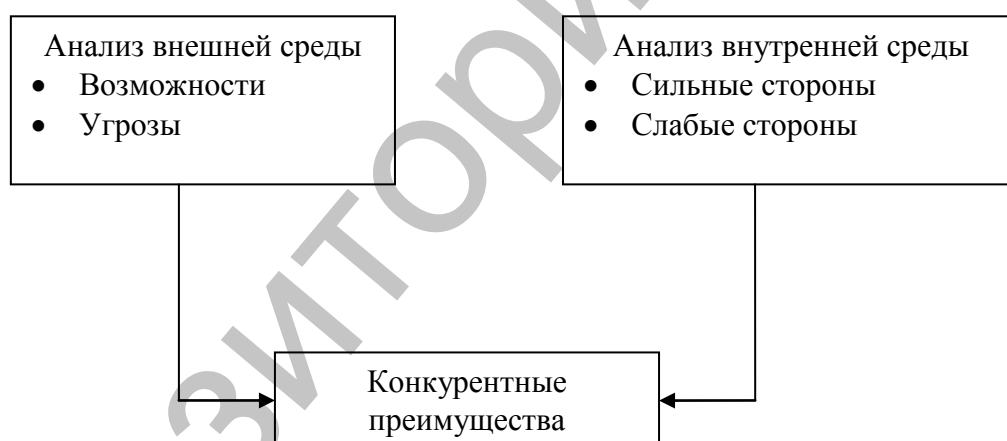 Анализ внешней среды
• Возможности
• Угрозы
Анализ внутренней среды
• Сильные стороны
• Слабые стороны
Конкурентные
преимущества